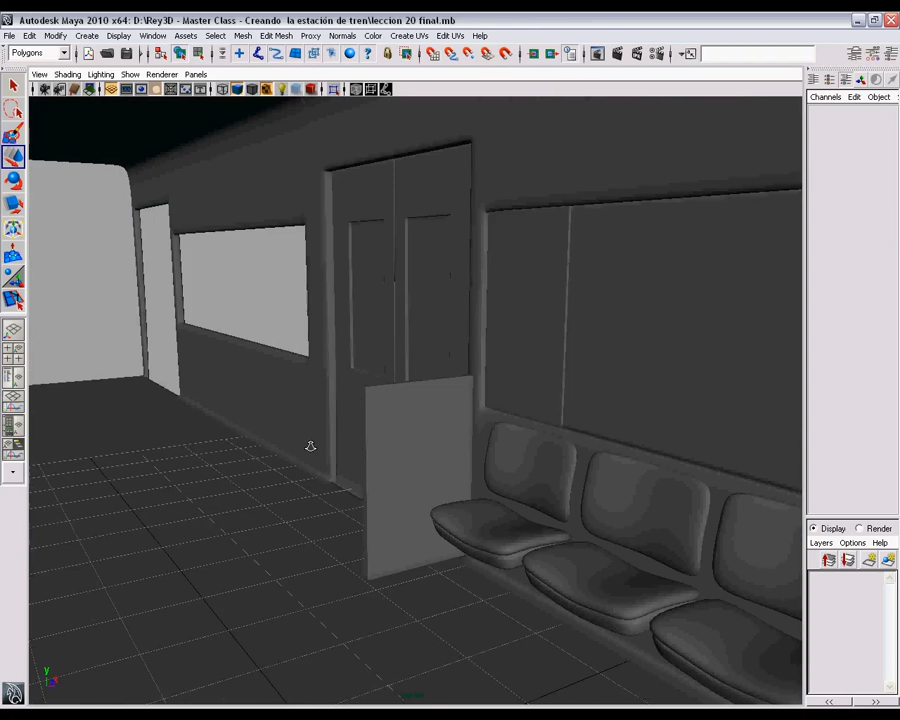 Autodesk Maya 2010 x64: D:\Rey3D - Master Class - Creando la estación de tren\leccion 20 final.mb
File Edit Modify Create Display Window Assets Select Mesh Edit Mesh Proxy Normals Color Create UVs Edit UVs Help
Polygons
View Shading Lighting Show Renderer Panels
Channels Edit Object
Display Render
Layers Options Help
<< >>
y